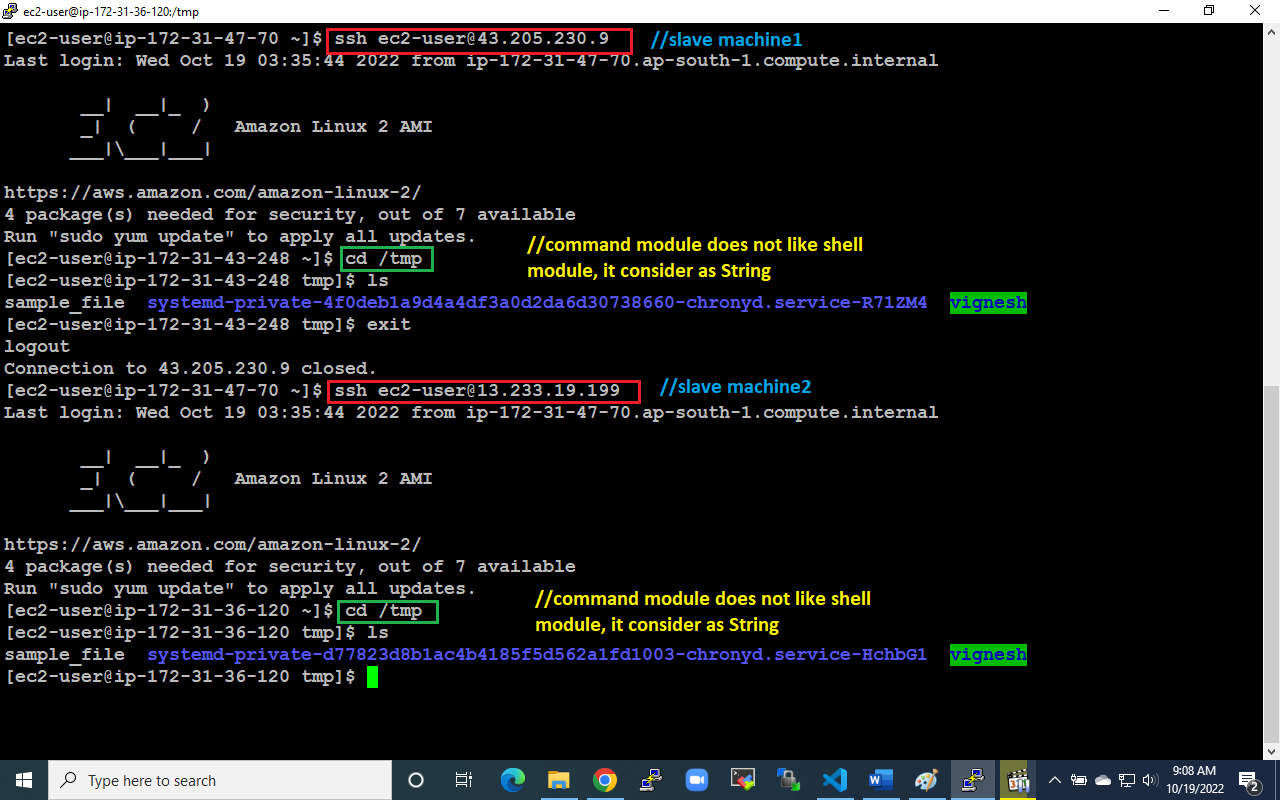 ec2-user@ip-172-31-36-120:/tmp
[ec2-user@ip-172-31-47-70 ~]$ ssh ec2-user@43.205.230.9 //slave machine1
Last login: Wed Oct 19 03:35:44 2022 from ip-172-31-47-70.ap-south-1.compute.internal
__| __|_ )
_| ( / Amazon Linux 2 AMI
___|\___|___|
https://aws.amazon.com/amazon-linux-2/
4 package(s) needed for security, out of 7 available
Run "sudo yum update" to apply all updates.
//command module does not like shell
module, it consider as String
[ec2-user@ip-172-31-43-248 ~]$ cd /tmp
[ec2-user@ip-172-31-43-248 tmp]$ ls
sample_file systemd-private-4f0deb1a9d4a4df3a0d2da6d30738660-chronyd.service-R71ZM4 vignesh
[ec2-user@ip-172-31-43-248 tmp]$ exit
logout
Connection to 43.205.230.9 closed.
[ec2-user@ip-172-31-47-70 ~]$ ssh ec2-user@13.233.19.199 //slave machine2
Last login: Wed Oct 19 03:35:44 2022 from ip-172-31-47-70.ap-south-1.compute.internal
__| __|_ )
_| ( / Amazon Linux 2 AMI
___|\___|___|
https://aws.amazon.com/amazon-linux-2/
4 package(s) needed for security, out of 7 available
Run "sudo yum update" to apply all updates.
//command module does not like shell
module, it consider as String
[ec2-user@ip-172-31-36-120 ~]$ cd /tmp
[ec2-user@ip-172-31-36-120 tmp]$ ls
sample_file systemd-private-d77823d8b1ac4b4185f5d562a1fd1003-chronyd.service-HchbG1 vignesh
[ec2-user@ip-172-31-36-120 tmp]$
Type here to search
9:08 AM
10/19/2022
2